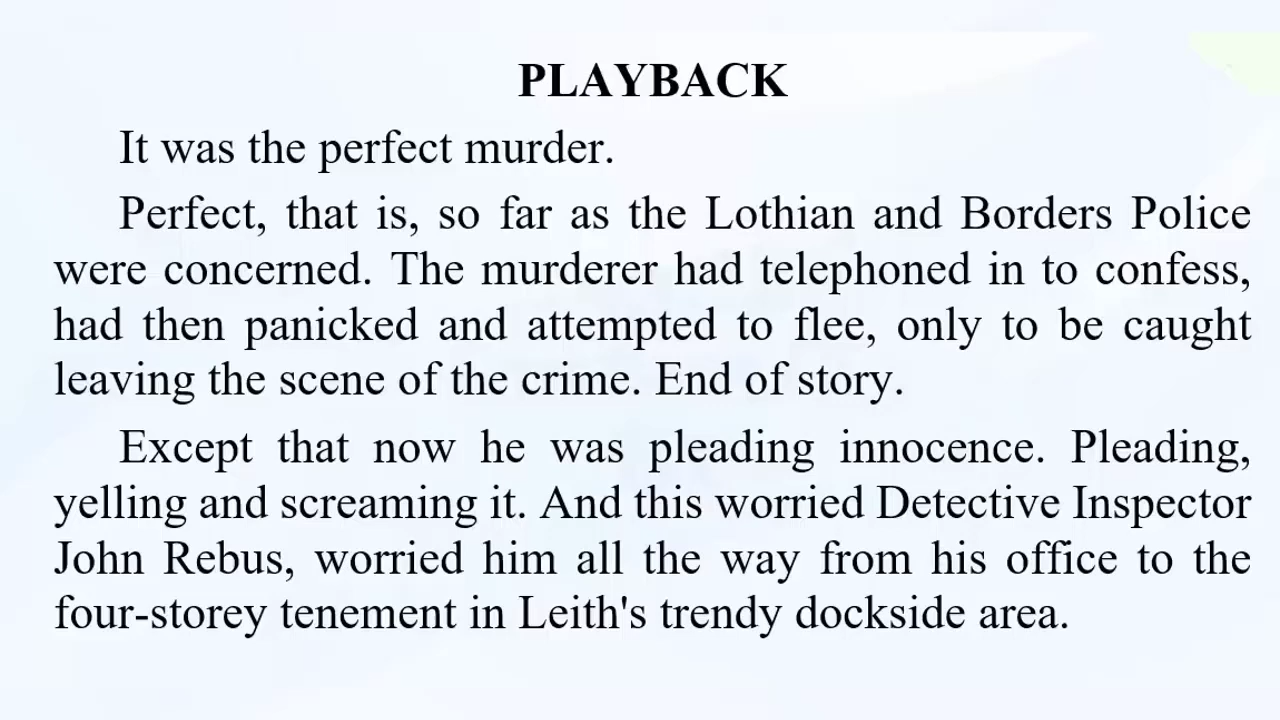 PLAYBACK
It was the perfect murder.
Perfect, that is, so far as the Lothian and Borders Police
were concerned. The murderer had telephoned in to confess,
had then panicked and attempted to flee, only to be caught
leaving the scene of the crime. End of story.
Except that now he was pleading innocence. Pleading,
yelling and screaming it. And this worried Detective Inspector
John Rebus, worried him all the way from his office to the
four-storey tenement in Leith's trendy dockside area.